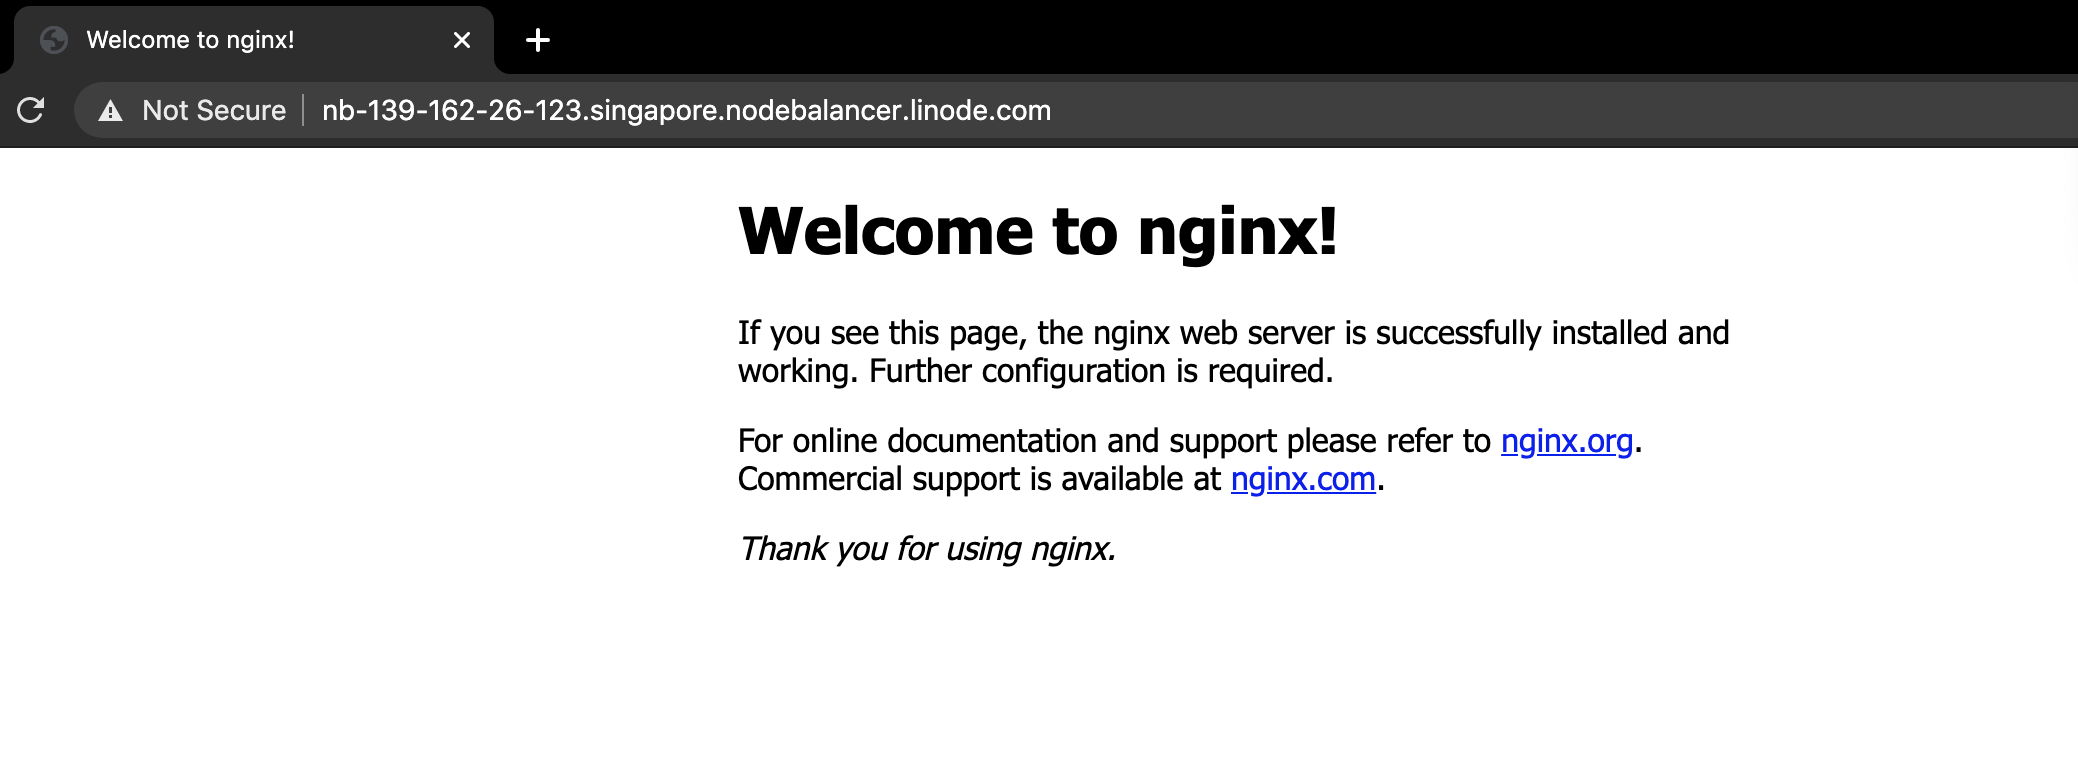 Welcome to nginx!
Not Secure nb-139-162-26-123.singapore.nodebalancer.linode.com
Welcome to nginx!
If you see this page, the nginx web server is successfully installed and
working. Further configuration is required.
For online documentation and support please refer to nginx.org.
Commercial support is available at nginx.com.
Thank you for using nginx.